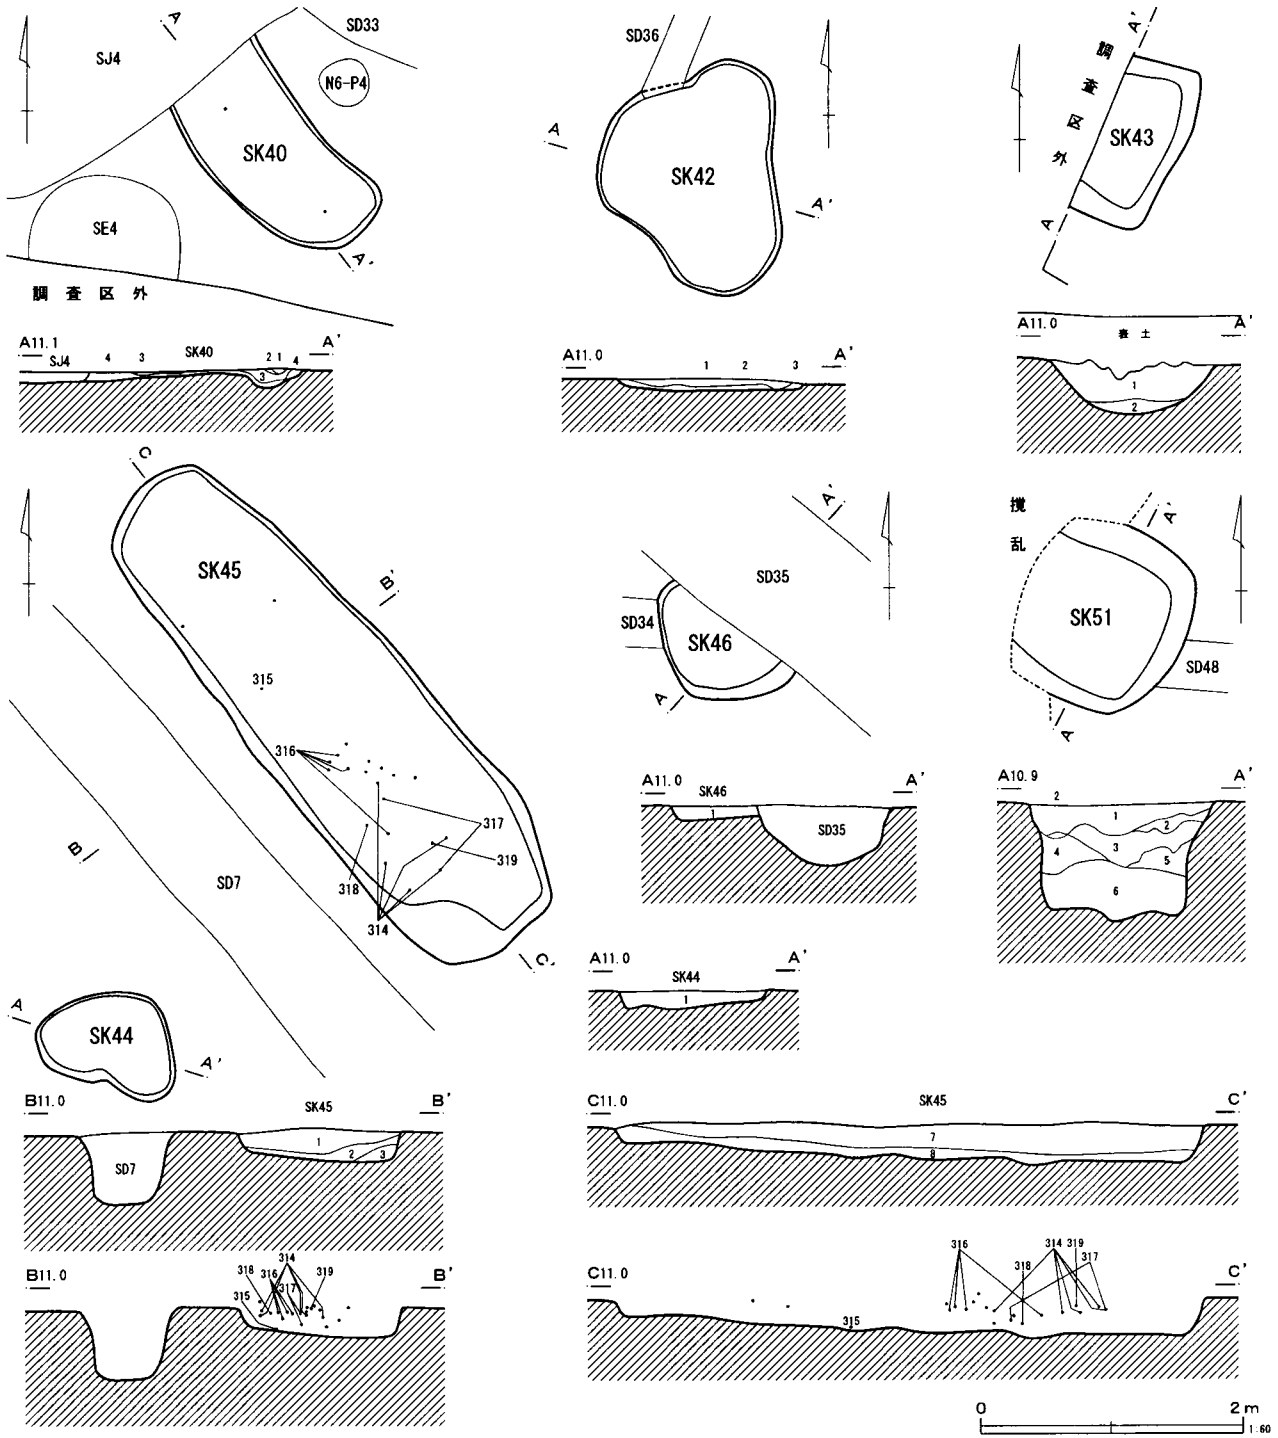 SJ4
A
SD33
N6-P4
SK40
SE4
A'
調査区外
A11.1
A'
SJ4
4
3
SK40
2
1
4
3
SD36
A
SK42
A'
A11.0
A'
1
2
3
A'
調査区外
SK43
A
A11.0
A'
表土
1
2
C
SK45
B'
315
316
317
319
318
314
B
SD7
C'
A
SK44
A'
A'
SD35
SD34
SK46
A
A11.0
A'
SK46
1
SD35
攪乱
A'
SK51
SD48
A
A10.9
A'
2
1
2
3
4
5
6
A11.0
A'
SK44
1
B11.0
SK45
B'
SD7
1
2
3
C11.0
SK45
C'
7
8
B11.0
B'
314
318
316
319
317
315
C11.0
C'
316
314
319
318
317
315
0
2m
1:60